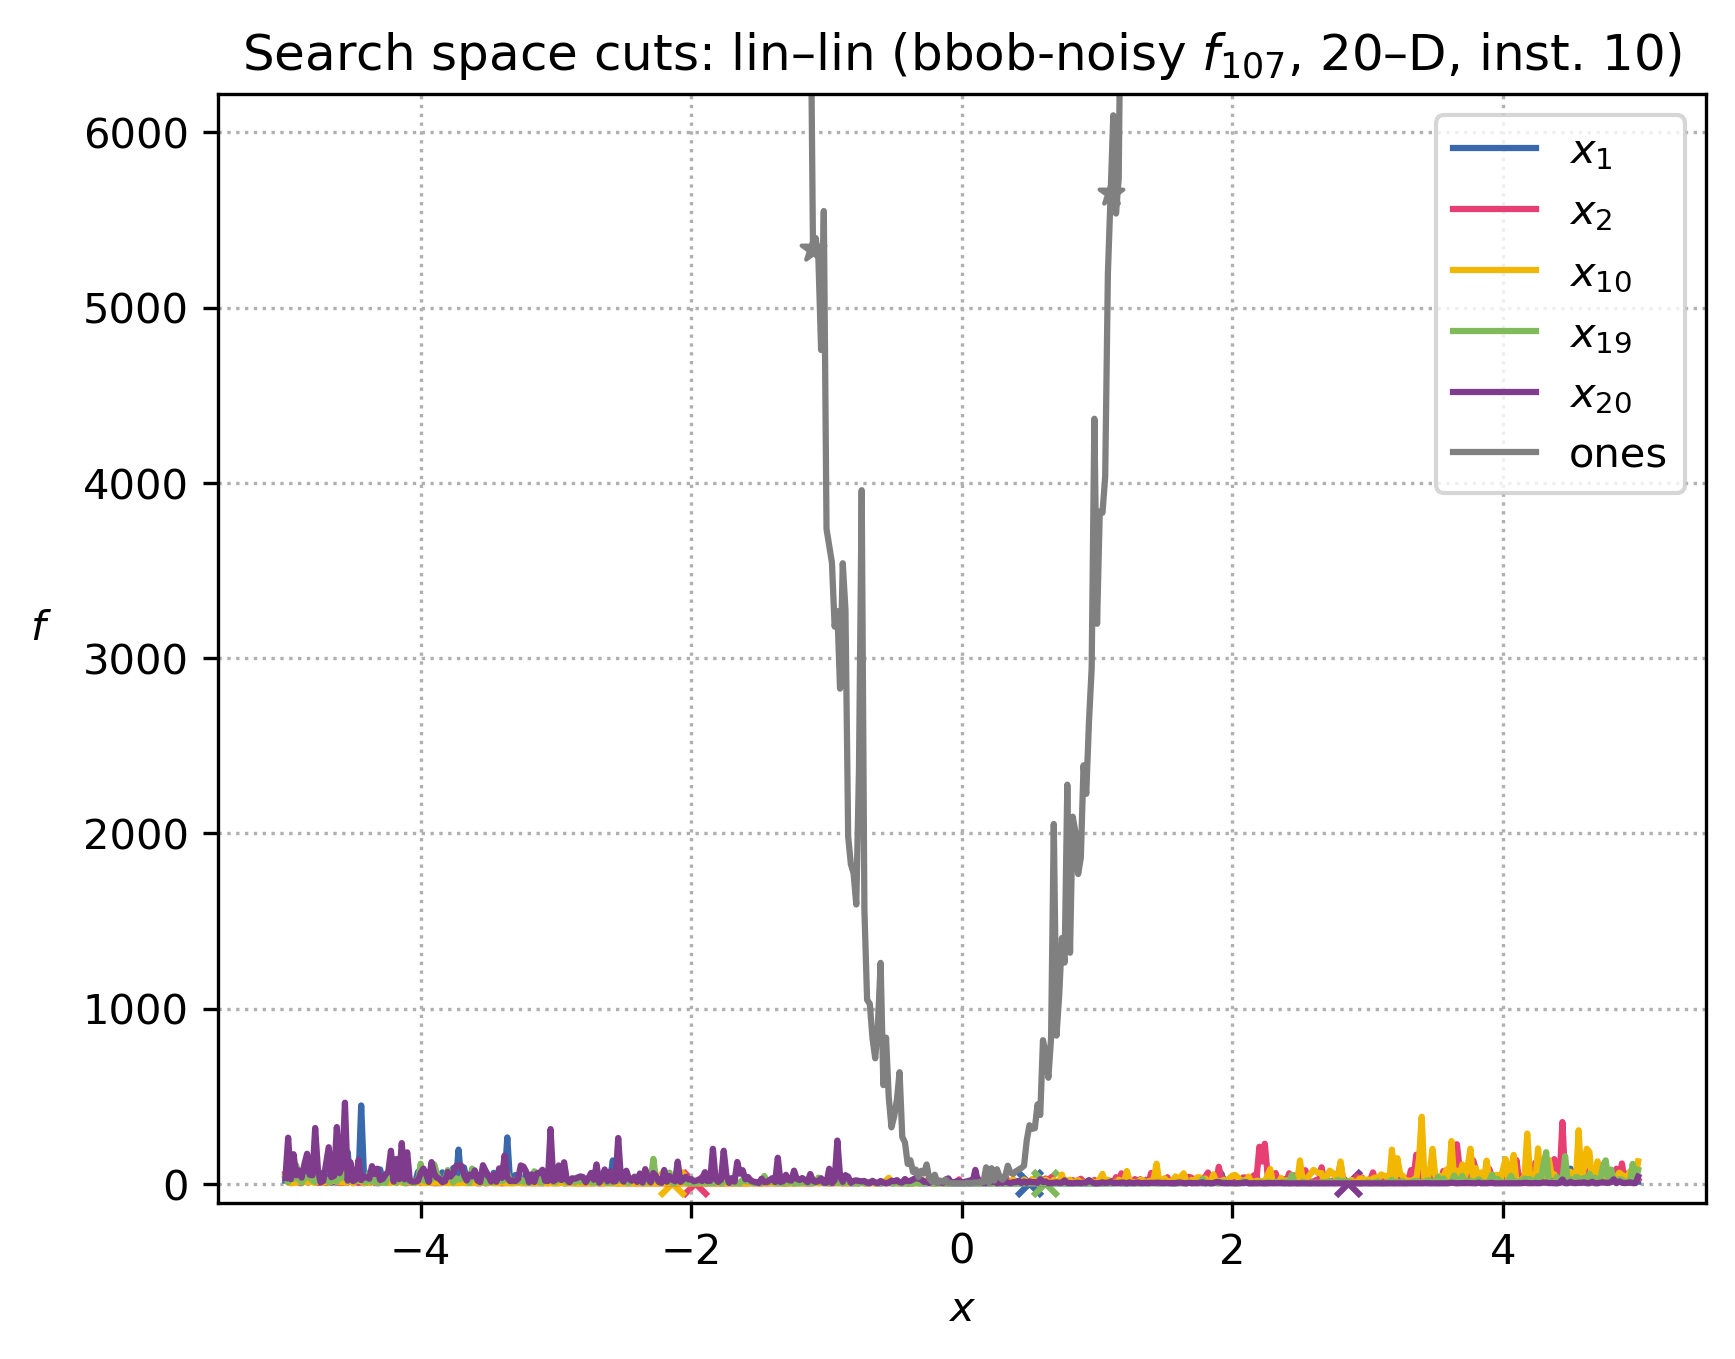 Search space cuts: lin–lin (bbob-noisy f₁₀₇, 20–D, inst. 10)
6000
5000
4000
3000
2000
1000
0
f
−4
−2
0
2
4
x
x₁
x₂
x₁₀
x₁₉
x₂₀
ones